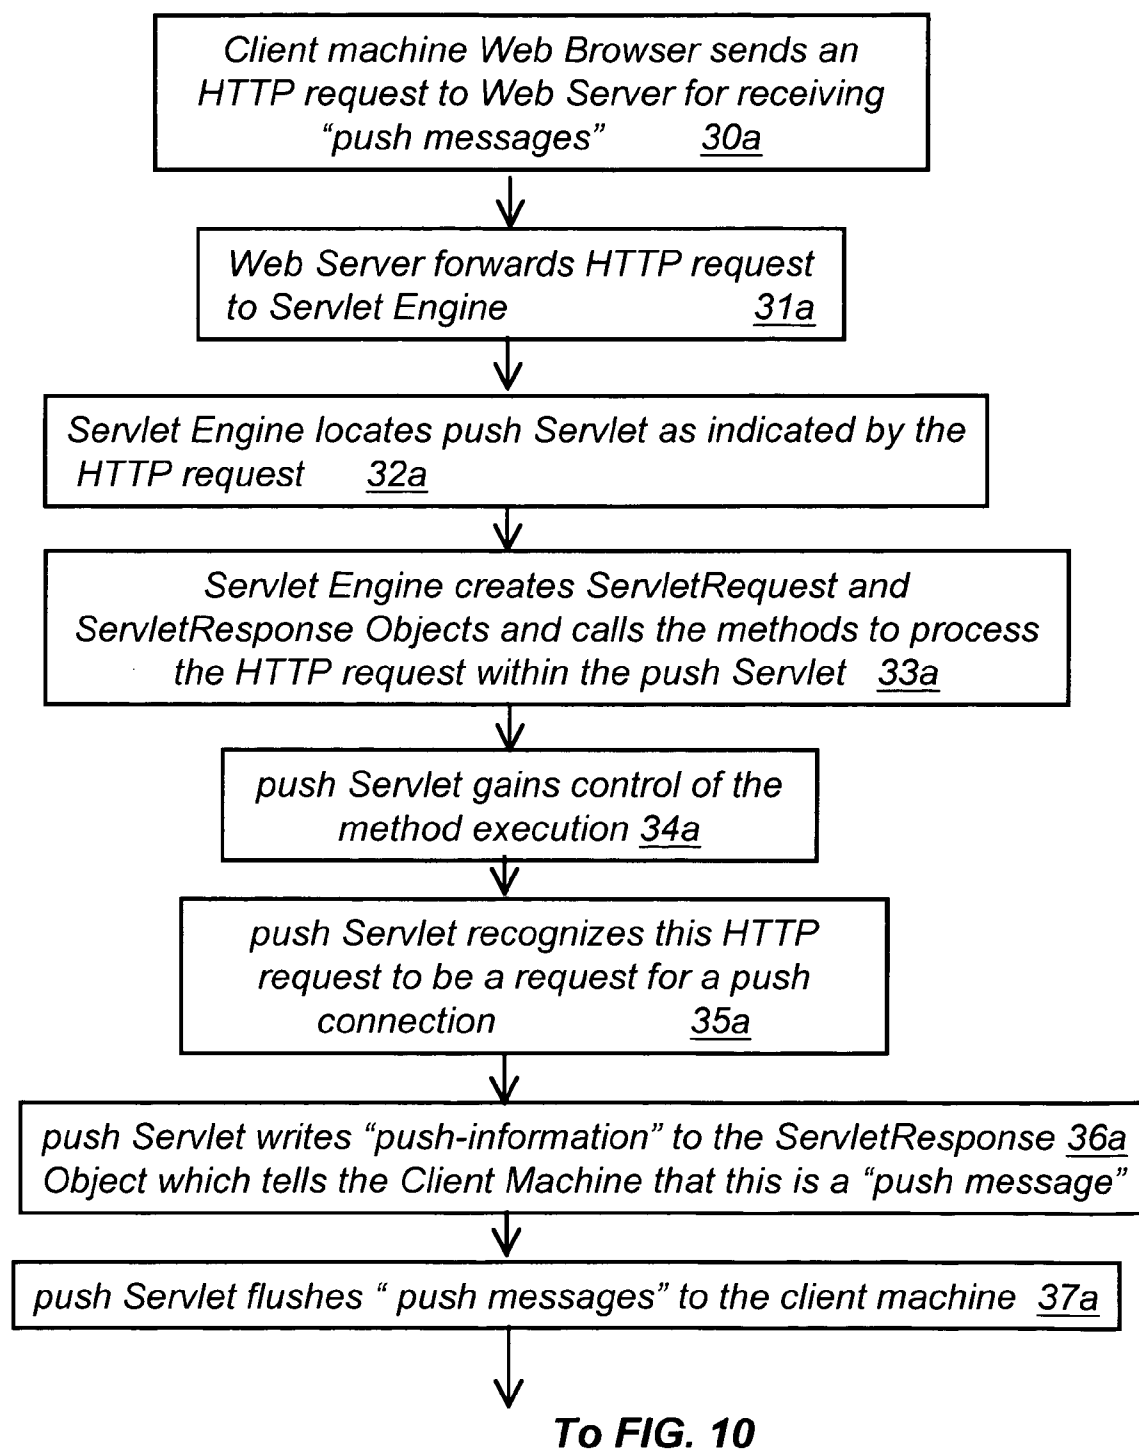 Client machine Web Browser sends an
HTTP request to Web Server for receiving
“push messages” 30a
Web Server forwards HTTP request
to Servlet Engine 31a
Servlet Engine locates push Servlet as indicated by the
HTTP request 32a
Servlet Engine creates ServletRequest and
ServletResponse Objects and calls the methods to process
the HTTP request within the push Servlet 33a
push Servlet gains control of the
method execution 34a
push Servlet recognizes this HTTP
request to be a request for a push
connection 35a
push Servlet writes “push-information” to the ServletResponse 36a
Object which tells the Client Machine that this is a “push message”
push Servlet flushes “ push messages” to the client machine 37a
To FIG. 10